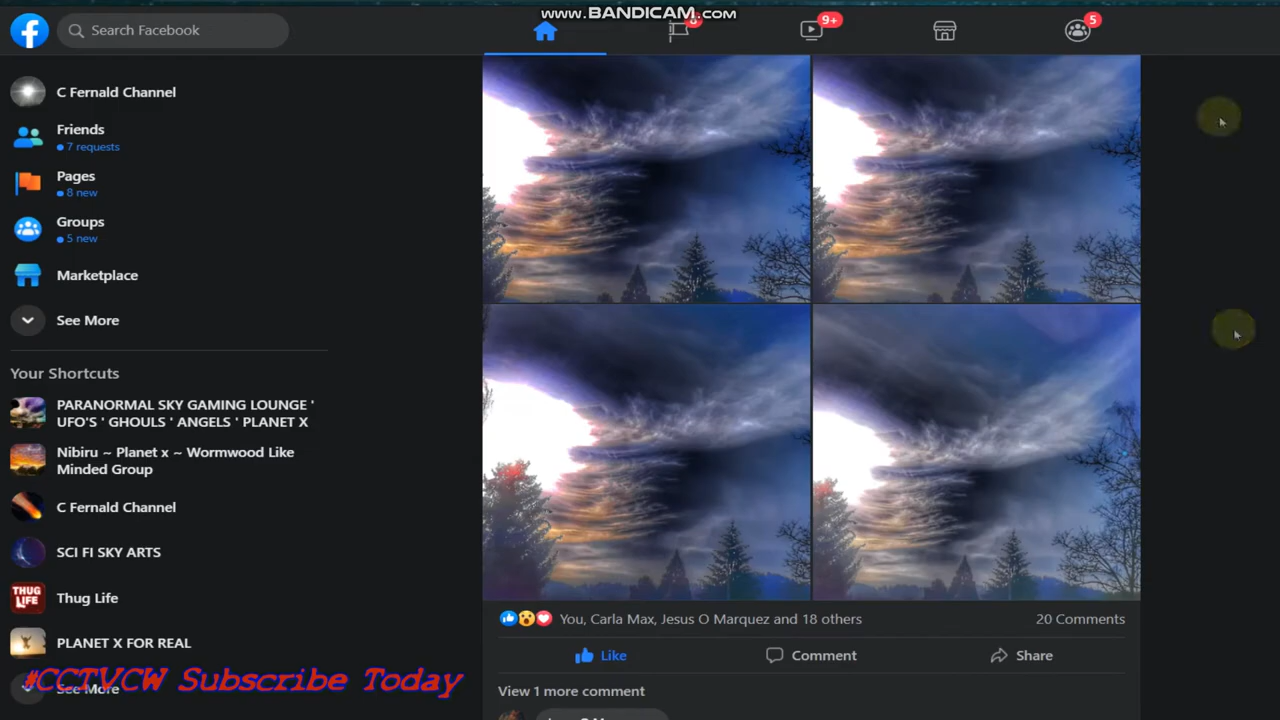 www.BANDICAM.com
Search Facebook
9+
5
C Fernald Channel
Friends
7 requests
Pages
8 new
Groups
5 new
Marketplace
See More
Your Shortcuts
PARANORMAL SKY GAMING LOUNGE '
UFO'S ' GHOULS ' ANGELS ' PLANET X
Nibiru ~ Planet x ~ Wormwood Like
Minded Group
C Fernald Channel
SCI FI SKY ARTS
THUG
LIFE
Thug Life
PLANET X FOR REAL
#CCTVCW Subscribe Today
See More
You, Carla Max, Jesus O Marquez and 18 others
20 Comments
Like
Comment
Share
View 1 more comment